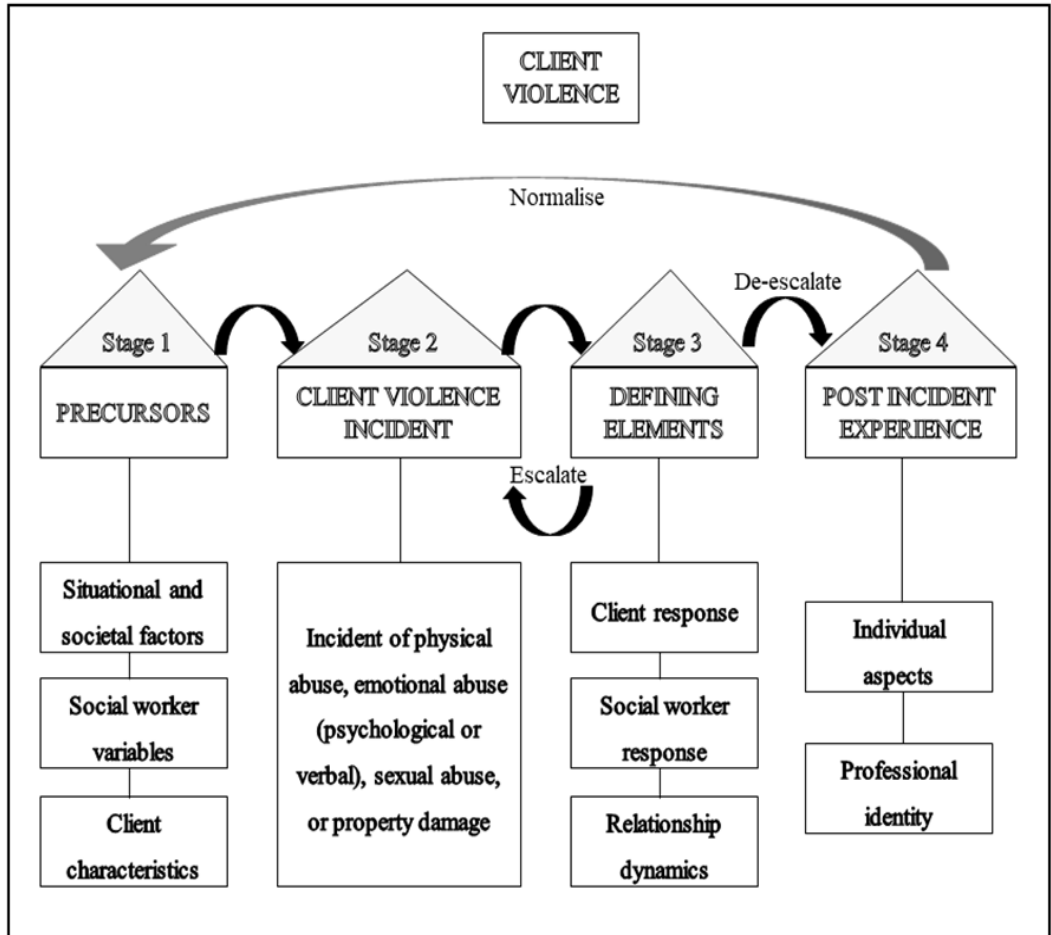 CLIENT
VIOLENCE
Normalise
De-escalate
Stage 1
Stage 2
Stage 3
Stage 4
PRECURSORS
CLIENT VIOLENCE
INCIDENT
DEFINING
ELEMENTS
POST INCIDENT
EXPERIENCE
Escalate
Situational and
societal factors
Social worker
variables
Client
characteristics
Incident of physical
abuse, emotional abuse
(psychological or
verbal), sexual abuse,
or property damage
Client response
Social worker
response
Relationship
dynamics
Individual
aspects
Professional
identity